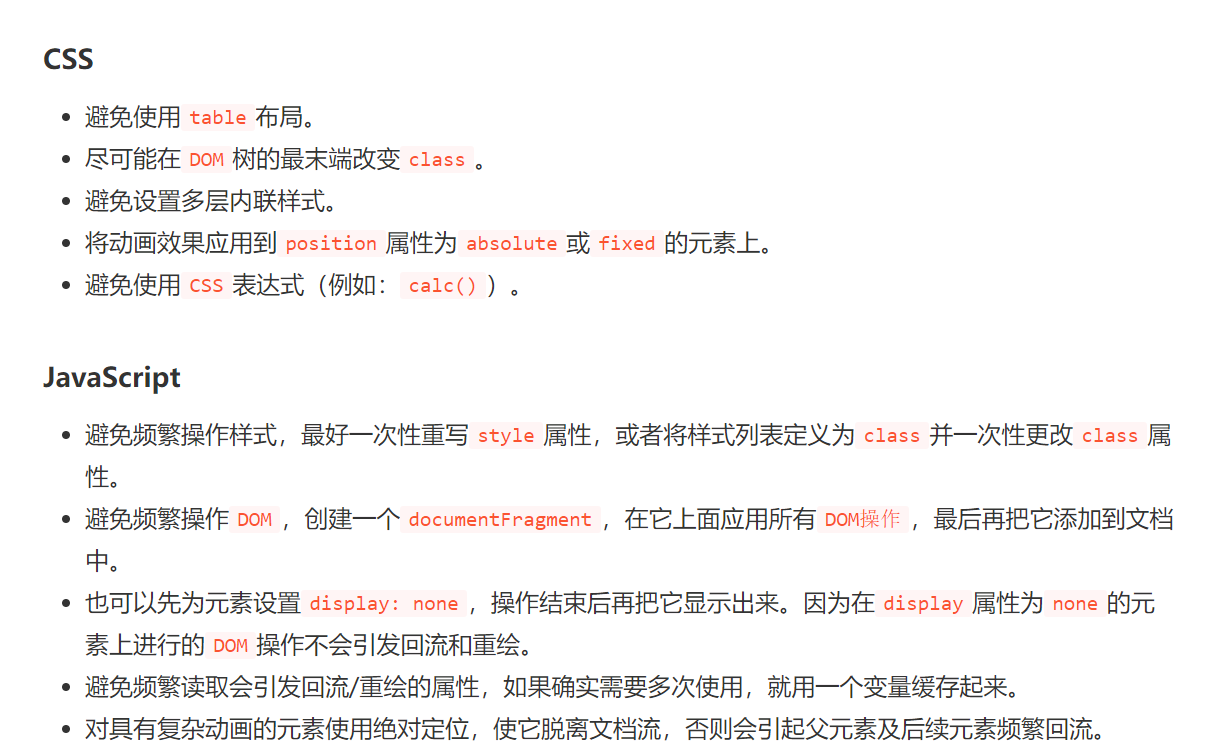 CSS
避免使用 table 布局。
尽可能在 DOM 树的最末端改变 class 。
避免设置多层内联样式。
将动画效果应用到 position 属性为 absolute 或 fixed 的元素上。
避免使用 CSS 表达式（例如： calc() ）。
JavaScript
避免频繁操作样式，最好一次性重写 style 属性，或者将样式列表定义为 class 并一次性更改 class 属
性。
避免频繁操作 DOM ，创建一个 documentFragment ，在它上面应用所有 DOM操作 ，最后再把它添加到文档
中。
也可以先为元素设置 display: none ，操作结束后再把它显示出来。因为在 display 属性为 none 的元
素上进行的 DOM 操作不会引发回流和重绘。
避免频繁读取会引发回流/重绘的属性，如果确实需要多次使用，就用一个变量缓存起来。
对具有复杂动画的元素使用绝对定位，使它脱离文档流，否则会引起父元素及后续元素频繁回流。